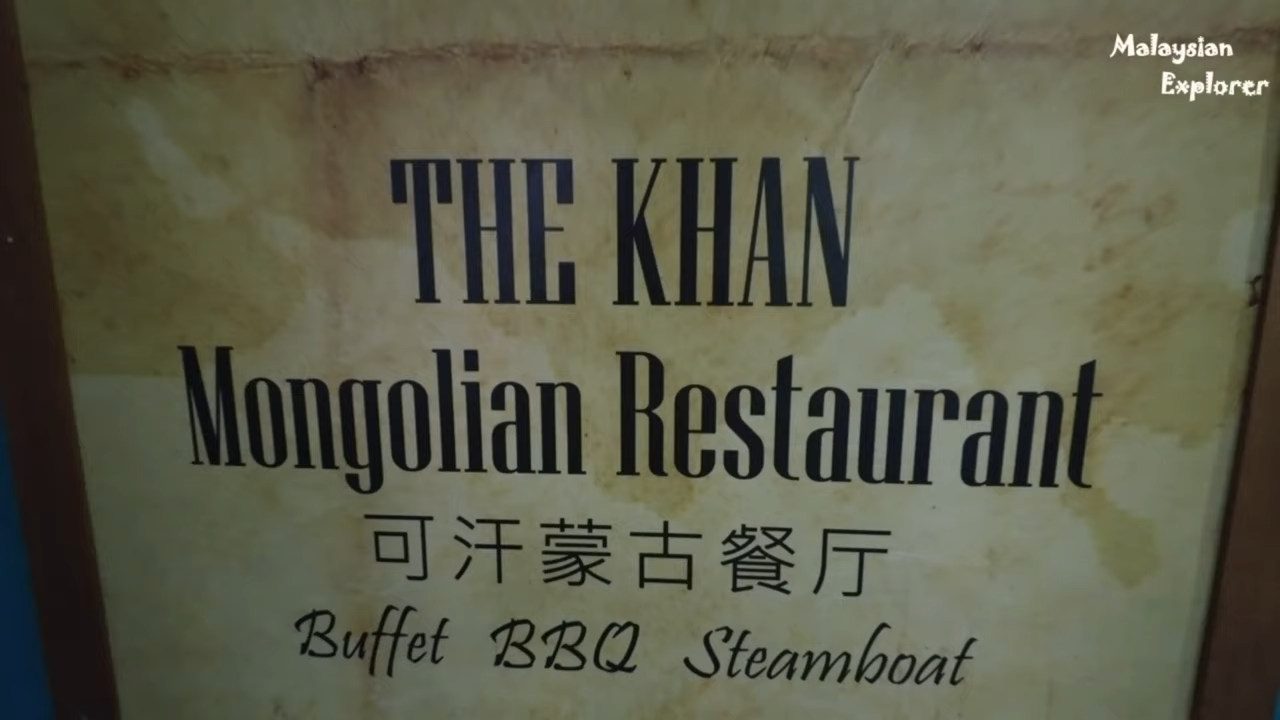 Malaysian
Explorer
THE KHAN
Mongolian Restaurant
可汗蒙古餐厅
Buffet BBQ Steamboat